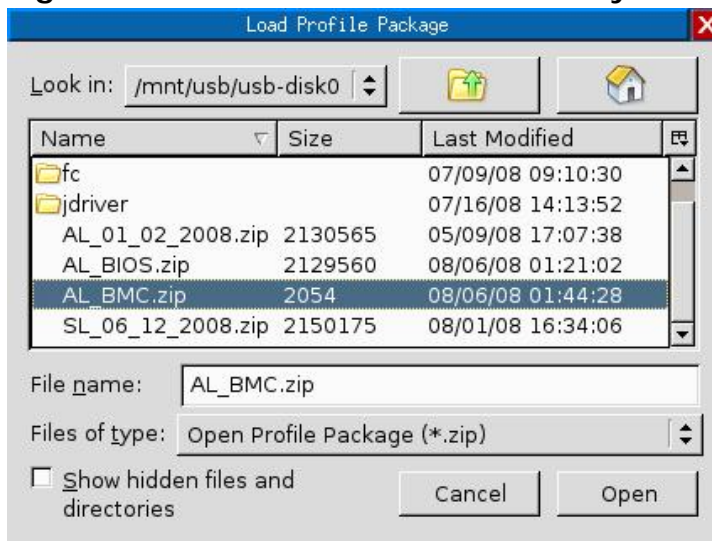 Load Profile Package
Look in: /mnt/usb/usb-disk0
Name Size Last Modified
fc 07/09/08 09:10:30
jdriver 07/16/08 14:13:52
AL_01_02_2008.zip 2130565 05/09/08 17:07:38
AL_BIOS.zip 2129560 08/06/08 01:21:02
AL_BMC.zip 2054 08/06/08 01:44:28
SL_06_12_2008.zip 2150175 08/01/08 16:34:06
File name: AL_BMC.zip
Files of type: Open Profile Package (*.zip)
Show hidden files and
directories
Cancel Open